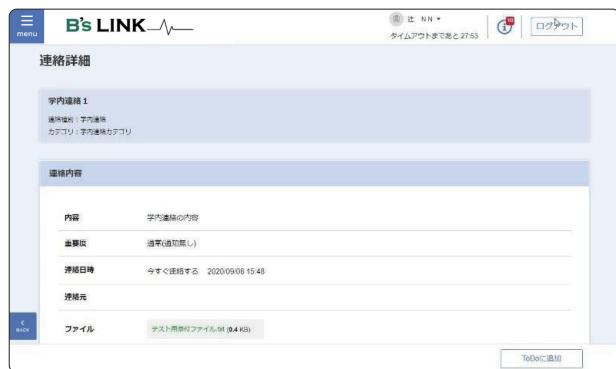 menu
B's LINK
辻 NN
タイムアウトまであと 27:53
10
ログアウト
連絡詳細
学内連絡 1
連絡種別 : 学内連絡
カテゴリ : 学内連絡カテゴリ
連絡内容
内容 学内連絡の内容
重要度 通常(通知無し)
連絡日時 今すぐ連絡する 2020/09/08 15:48
連絡元
BACK
ファイル テスト用添付ファイル.txt (0.4 KB)
ToDoに追加